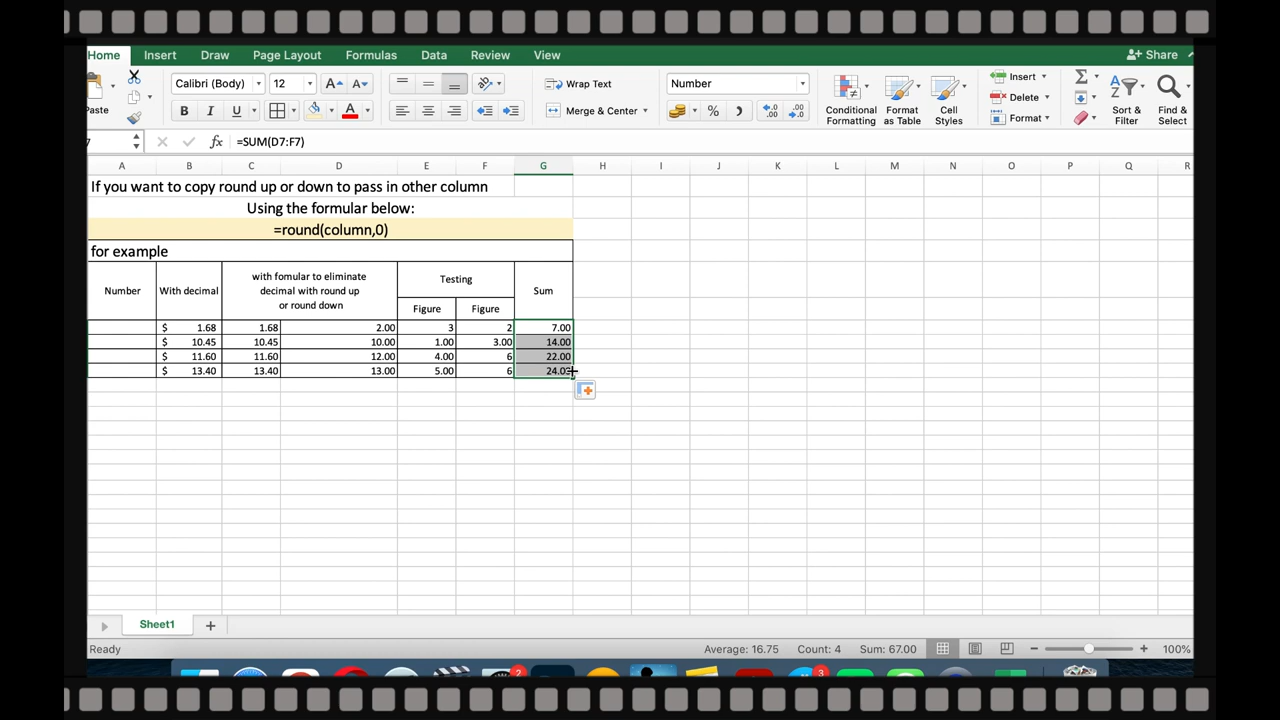 Home Insert Draw Page Layout Formulas Data Review View Share
Paste Calibri (Body) 12 A A Wrap Text Number Insert
Conditional Formatting Format as Table Cell Styles Delete Sort & Filter Find & Select
B I U A Merge & Center % Format
fx =SUM(D7:F7)
A B C D E F G H I J K L M N O P Q R
If you want to copy round up or down to pass in other column
Using the formular below:
=round(column,0)
for example
Number With decimal with fomular to eliminate decimal with round up or round down Testing Sum
Figure Figure
$ 1.68 1.68 2.00 3 2 7.00
$ 10.45 10.45 10.00 1.00 3.00 14.00
$ 11.60 11.60 12.00 4.00 6 22.00
$ 13.40 13.40 13.00 5.00 6
Sheet1
Ready Average: 16.75 Count: 4 Sum: 67.00 100%
2 3